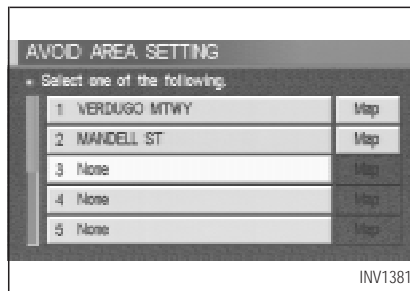 AVOID AREA SETTING
Select one of the following.
1 VERDUGO MTWY Map
2 MANDELL ST Map
3 None Map
4 None Map
5 None Map
INV1381